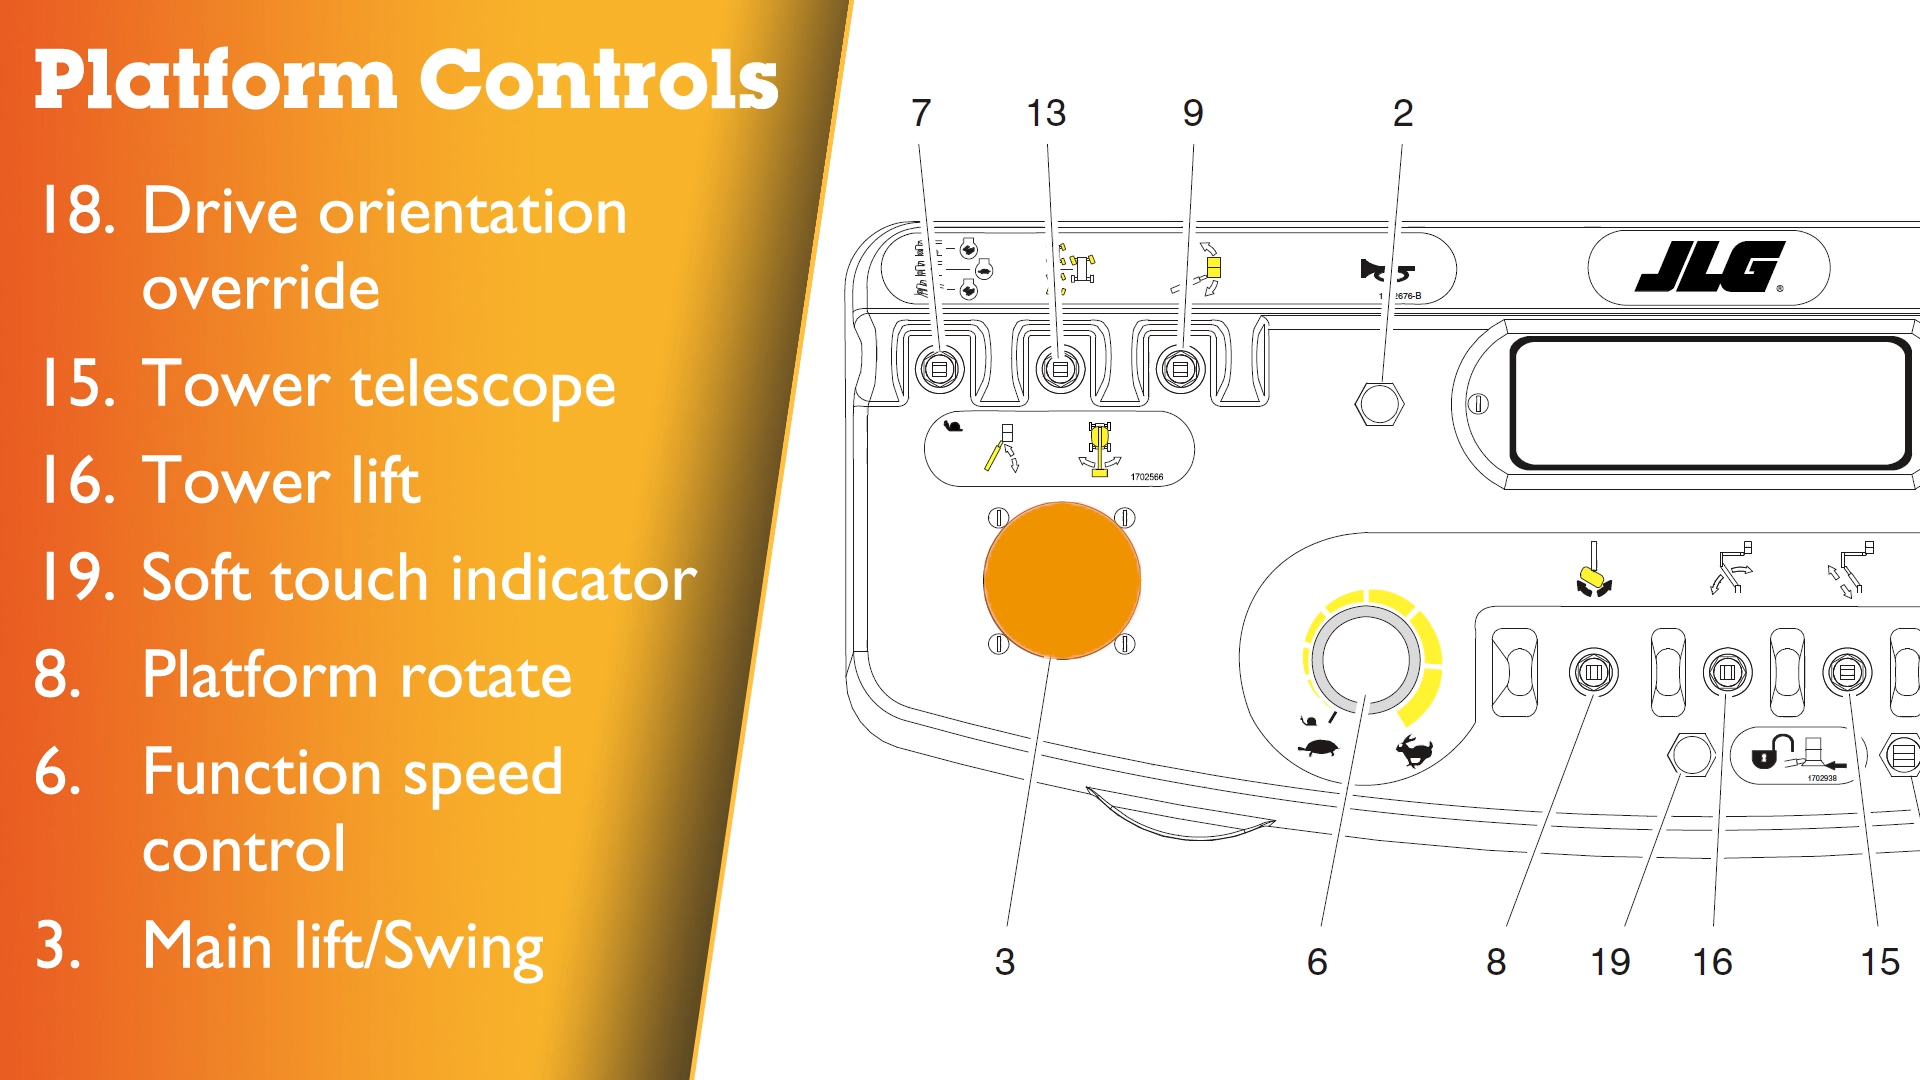 Platform Controls
18. Drive orientation
override
15. Tower telescope
16. Tower lift
19. Soft touch indicator
8. Platform rotate
6. Function speed
control
3. Main lift/Swing
7 13 9 2
JLG ®
1702566
1702938
3 6 8 19 16 15